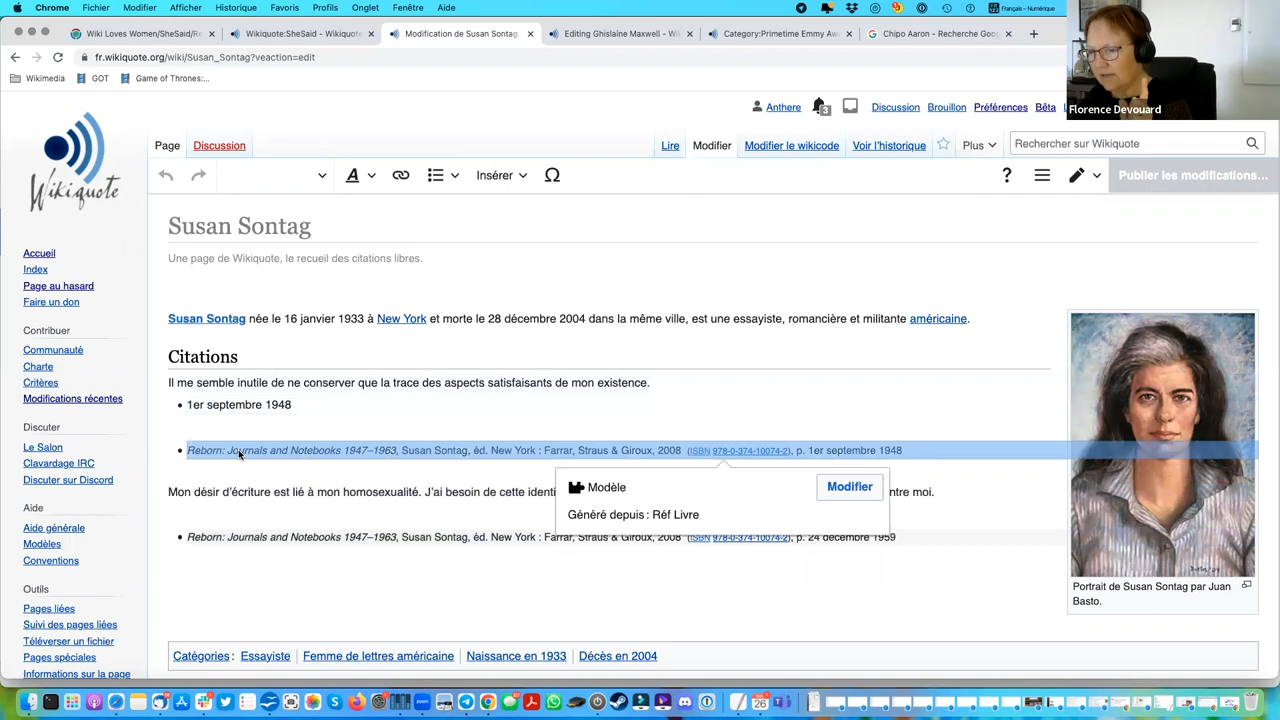 Chrome Fichier Modifier Afficher Historique Favoris Profils Onglet Fenêtre Aide
Français – Numérique
Wiki Loves Women/SheSaid/Re
Wikiquote:SheSaid - Wikiquote
Modification de Susan Sontag
Editing Ghislaine Maxwell - Wi
Category:Primetime Emmy Awa
Chipo Aaron - Recherche Goo
fr.wikiquote.org/wiki/Susan_Sontag?veaction=edit
Wikimedia GOT Game of Thrones:...
Florence Devouard
Anthere 3 Discussion Brouillon Préférences Bêta
Page Discussion Lire Modifier Modifier le wikicode Voir l'historique Plus Rechercher sur Wikiquote
A Insérer Ω ? Publier les modifications…
Wikiquote
Accueil
Index
Page au hasard
Faire un don
Contribuer
Communauté
Charte
Critères
Modifications récentes
Discuter
Le Salon
Clavardage IRC
Discuter sur Discord
Aide
Aide générale
Modèles
Conventions
Outils
Pages liées
Suivi des pages liées
Téléverser un fichier
Pages spéciales
Informations sur la page
Susan Sontag
Une page de Wikiquote, le recueil des citations libres.
Susan Sontag née le 16 janvier 1933 à New York et morte le 28 décembre 2004 dans la même ville, est une essayiste, romancière et militante américaine.
Citations
Il me semble inutile de ne conserver que la trace des aspects satisfaisants de mon existence.
• 1er septembre 1948
• Reborn: Journals and Notebooks 1947–1963, Susan Sontag, éd. New York : Farrar, Straus & Giroux, 2008 (ISBN 978-0-374-10074-2), p. 1er septembre 1948
Modèle Modifier
Généré depuis : Réf Livre
Mon désir d'écriture est lié à mon homosexualité. J'ai besoin de cette identi ntre moi.
• Reborn: Journals and Notebooks 1947–1963, Susan Sontag, éd. New York : Farrar, Straus & Giroux, 2008 (ISBN 978-0-374-10074-2), p. 24 décembre 1959
Portrait de Susan Sontag par Juan
Basto.
Catégories : Essayiste Femme de lettres américaine Naissance en 1933 Décès en 2004
zoom
26